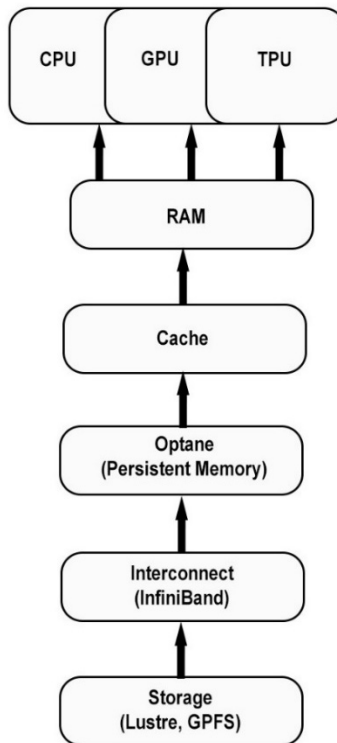 CPU
GPU
TPU
RAM
Cache
Optane
(Persistent Memory)
Interconnect
(InfiniBand)
Storage
(Lustre, GPFS)